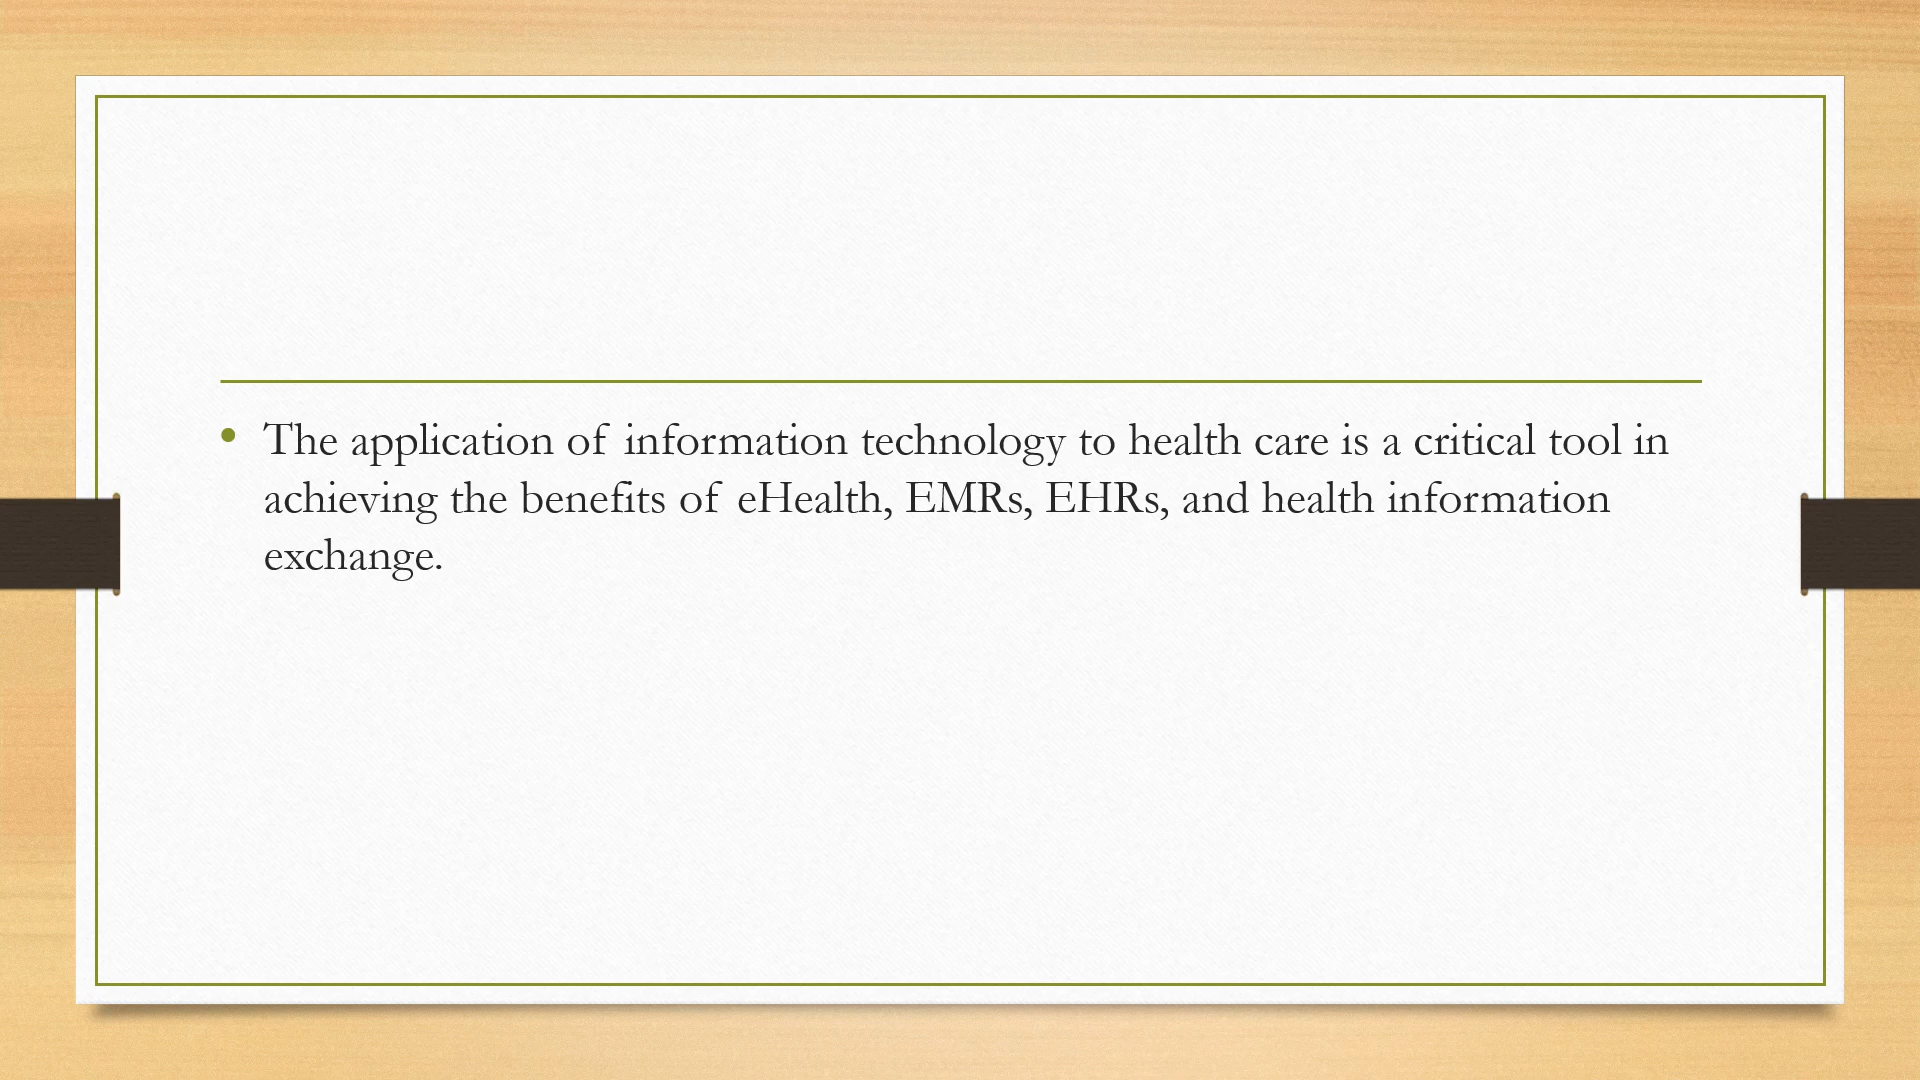 • The application of information technology to health care is a critical tool in
achieving the benefits of eHealth, EMRs, EHRs, and health information
exchange.